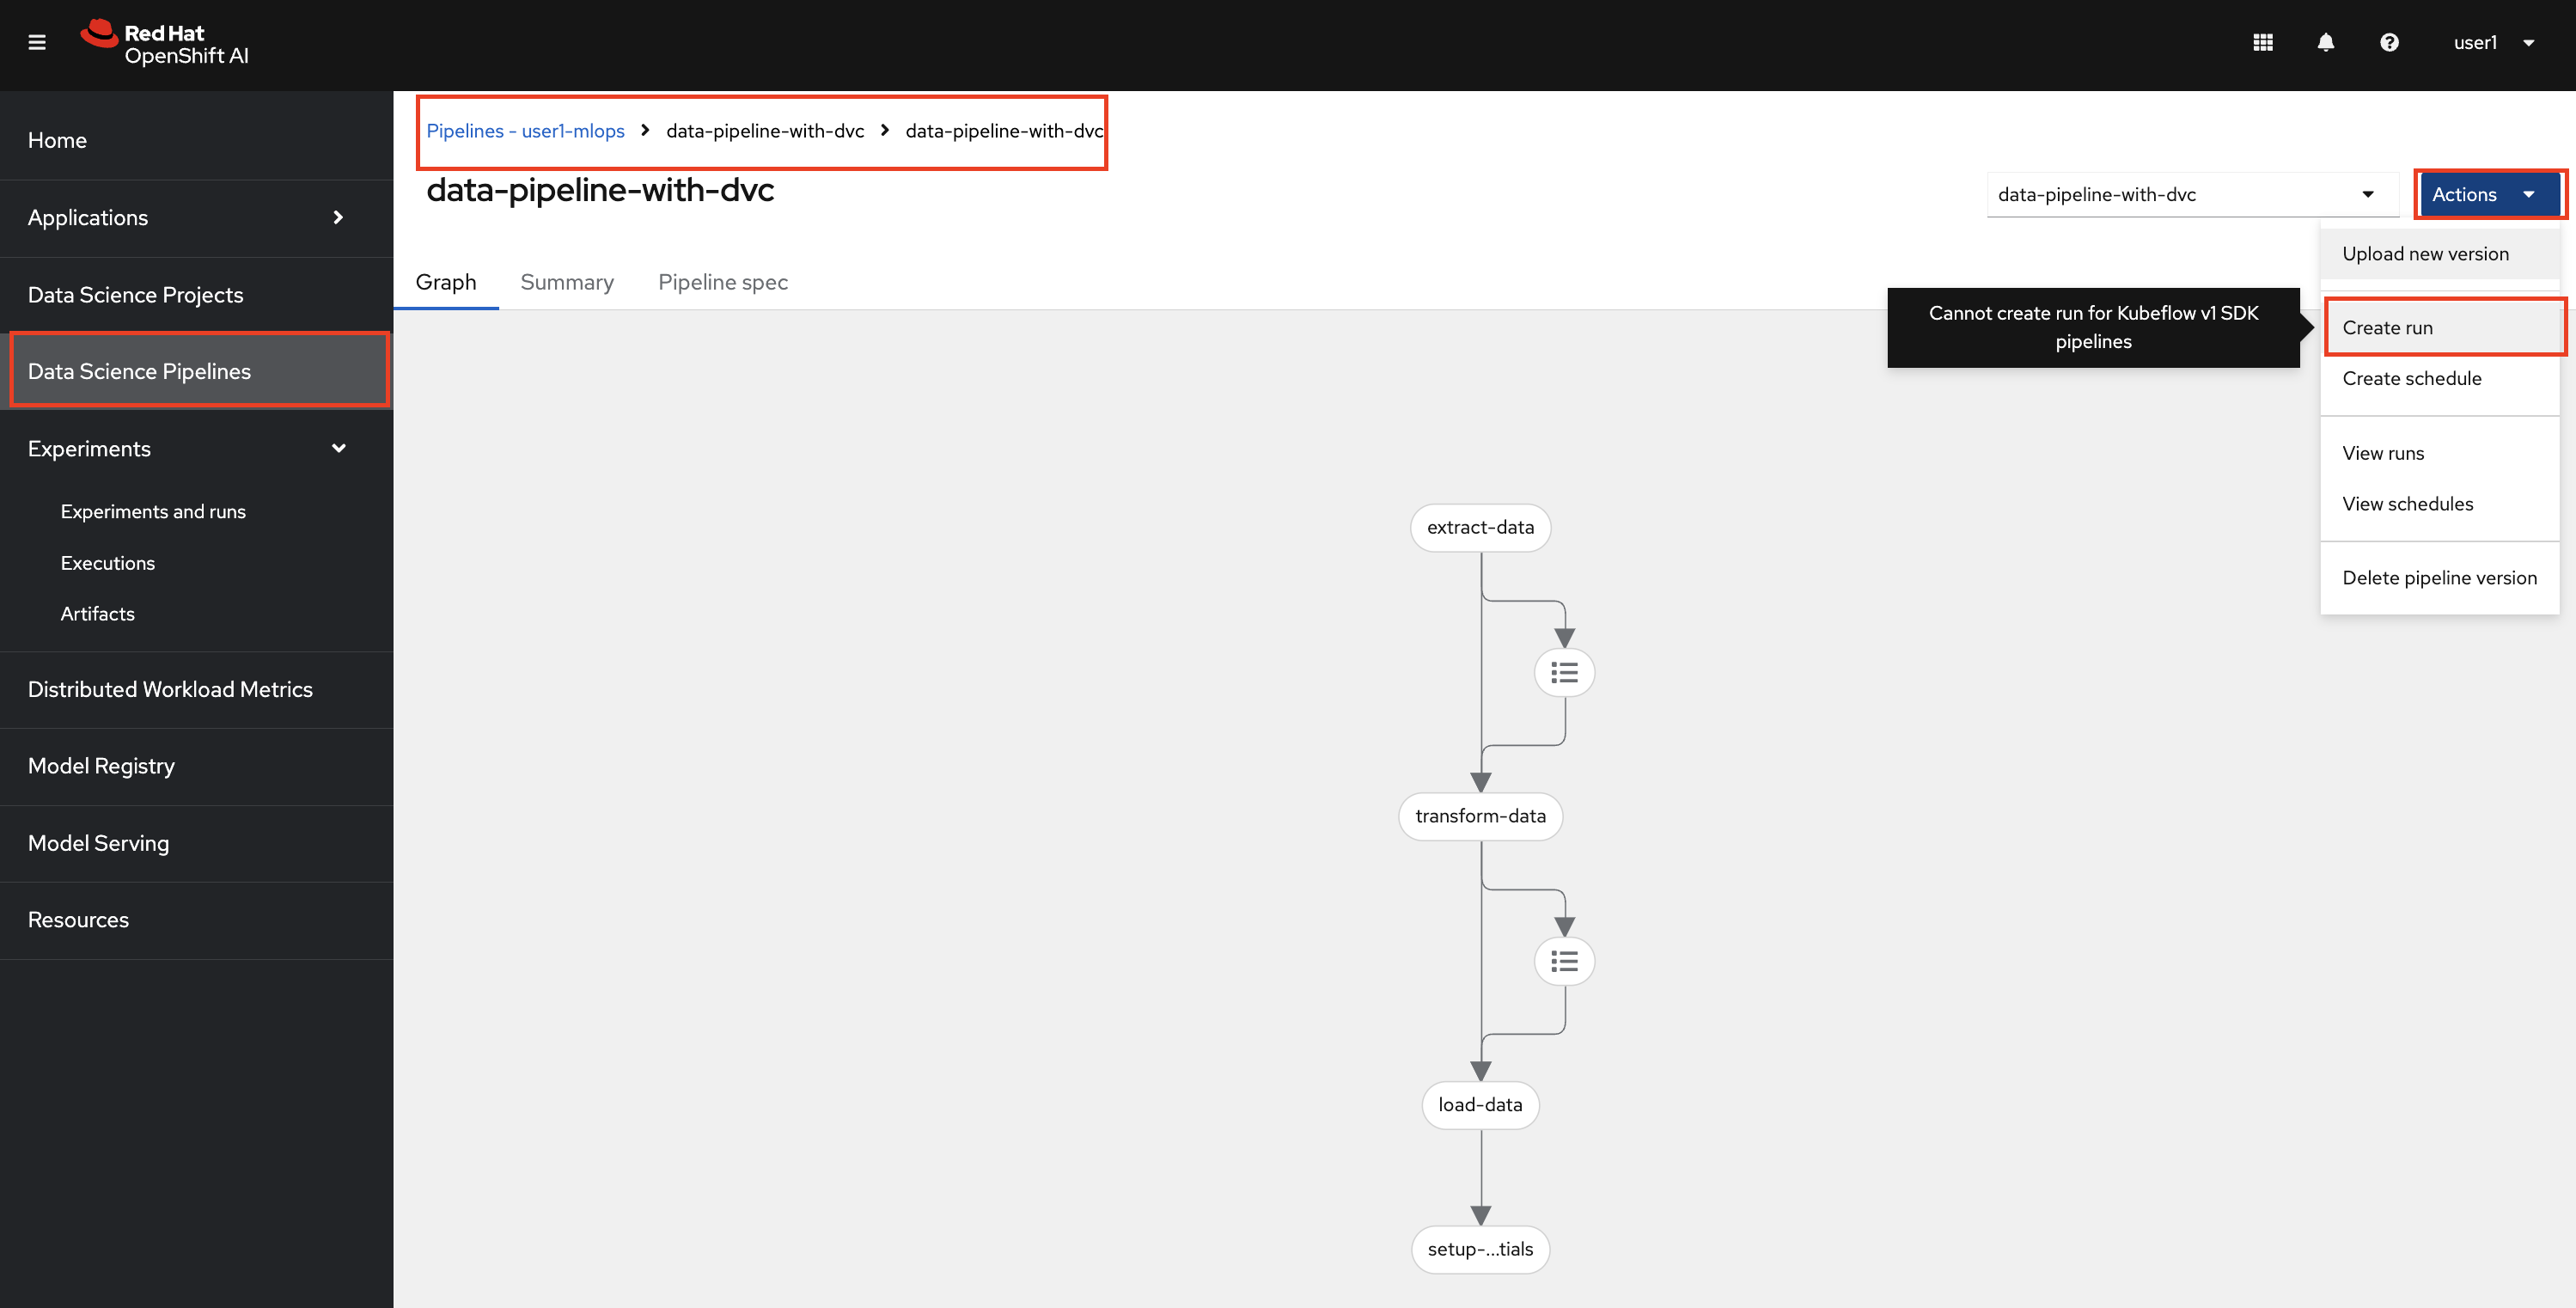 Red Hat
OpenShift AI
user1
Home
Applications
Data Science Projects
Data Science Pipelines
Experiments
Experiments and runs
Executions
Artifacts
Distributed Workload Metrics
Model Registry
Model Serving
Resources
Pipelines - user1-mlops > data-pipeline-with-dvc > data-pipeline-with-dvc
data-pipeline-with-dvc
data-pipeline-with-dvc
Actions
Graph Summary Pipeline spec
Upload new version
Cannot create run for Kubeflow v1 SDK
pipelines
Create run
Create schedule
View runs
View schedules
Delete pipeline version
extract-data
transform-data
load-data
setup-...tials